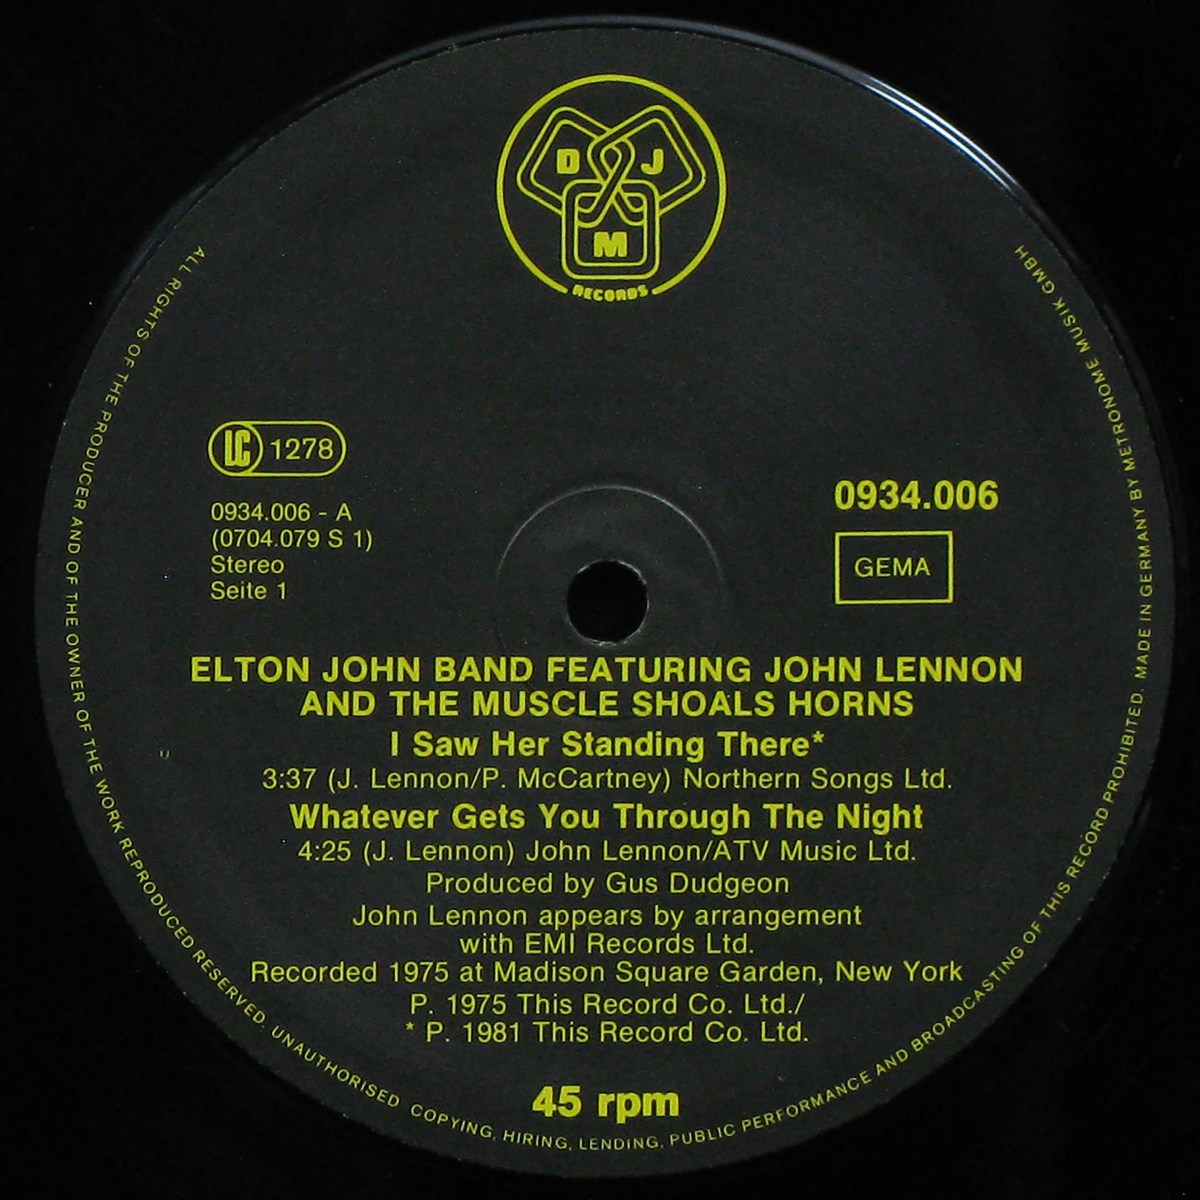 D J
M
RECORDS
LC 1278
0934.006 - A
(0704.079 S 1)
Stereo
Seite 1
0934.006
GEMA
ELTON JOHN BAND FEATURING JOHN LENNON
AND THE MUSCLE SHOALS HORNS
I Saw Her Standing There*
3:37 (J. Lennon/P. McCartney) Northern Songs Ltd.
Whatever Gets You Through The Night
4:25 (J. Lennon) John Lennon/ATV Music Ltd.
Produced by Gus Dudgeon
John Lennon appears by arrangement
with EMI Records Ltd.
Recorded 1975 at Madison Square Garden, New York
P. 1975 This Record Co. Ltd./
* P. 1981 This Record Co. Ltd.
45 rpm
ALL RIGHTS OF THE PRODUCER AND OF THE OWNER OF THE WORK REPRODUCED RESERVED. UNAUTHORISED COPYING, HIRING, LENDING, PUBLIC PERFORMANCE AND BROADCASTING OF THIS RECORD PROHIBITED. MADE IN GERMANY BY METRONOME MUSIK GMBH